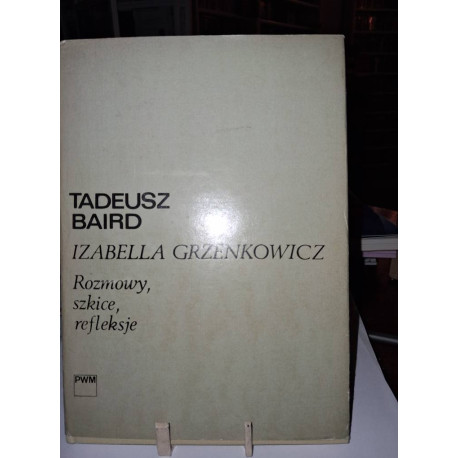 TADEUSZ
BAIRD
IZABELLA GRZENKOWICZ
Rozmowy,
szkice,
refleksje
PWM